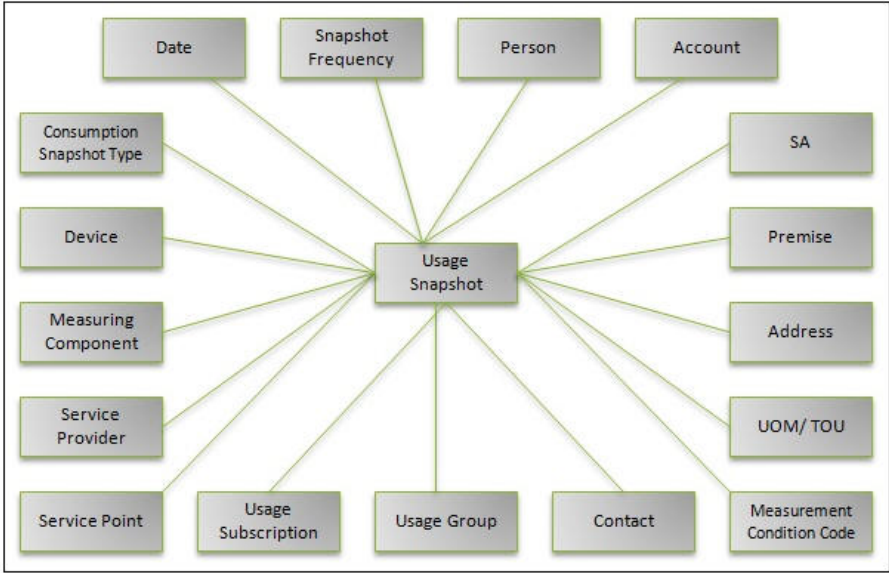 Date
Snapshot
Frequency
Person
Account
Consumption
Snapshot Type
SA
Device
Usage
Snapshot
Premise
Measuring
Component
Address
Service
Provider
UOM/ TOU
Service Point
Usage
Subscription
Usage Group
Contact
Measurement
Condition Code